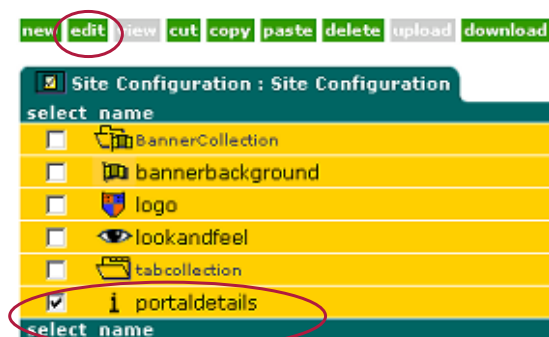 new edit view cut copy paste delete upload download
Site Configuration : Site Configuration
select name
BannerCollection
bannerbackground
logo
lookandfeel
tabcollection
i portaldetails
select name